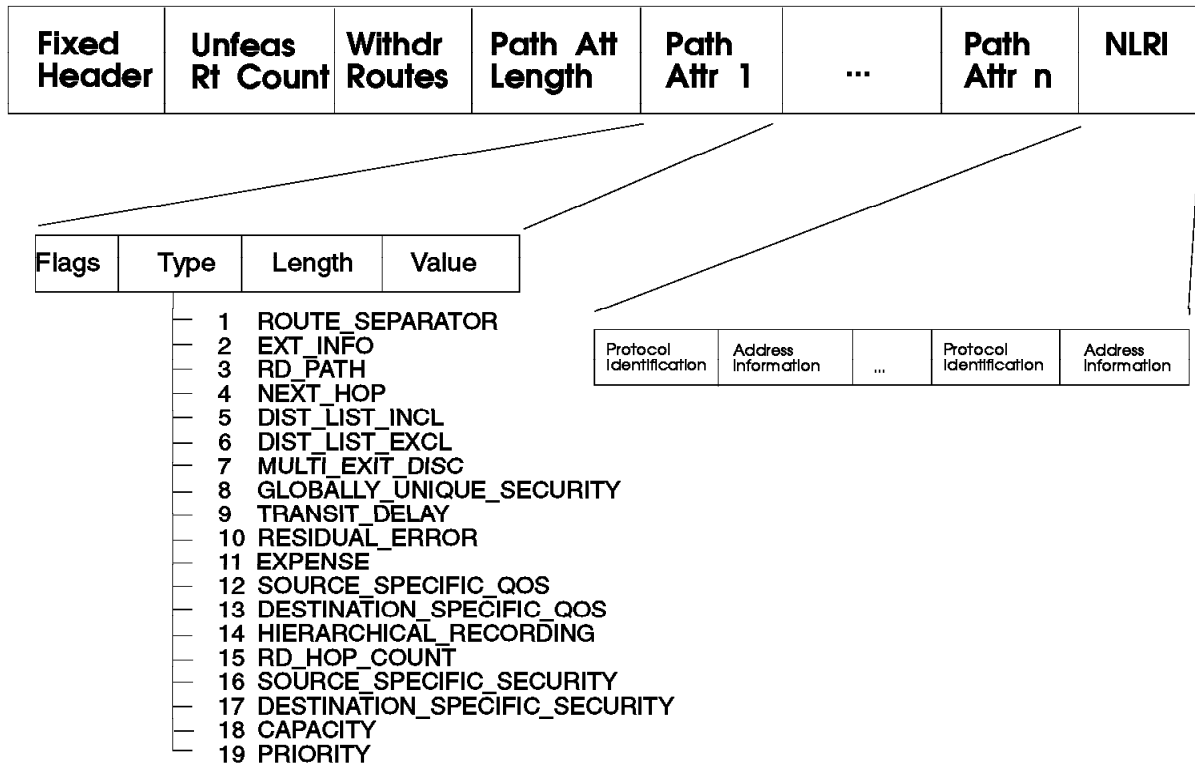 Fixed Header
Unfeas Rt Count
Withdr Routes
Path Att Length
Path Attr 1
...
Path Attr n
NLRI
Flags
Type
Length
Value
1 ROUTE_SEPARATOR
2 EXT_INFO
3 RD_PATH
4 NEXT_HOP
5 DIST_LIST_INCL
6 DIST_LIST_EXCL
7 MULTI_EXIT_DISC
8 GLOBALLY_UNIQUE_SECURITY
9 TRANSIT_DELAY
10 RESIDUAL_ERROR
11 EXPENSE
12 SOURCE_SPECIFIC_QOS
13 DESTINATION_SPECIFIC_QOS
14 HIERARCHICAL_RECORDING
15 RD_HOP_COUNT
16 SOURCE_SPECIFIC_SECURITY
17 DESTINATION_SPECIFIC_SECURITY
18 CAPACITY
19 PRIORITY
Protocol Identification
Address Information
...
Protocol Identification
Address Information